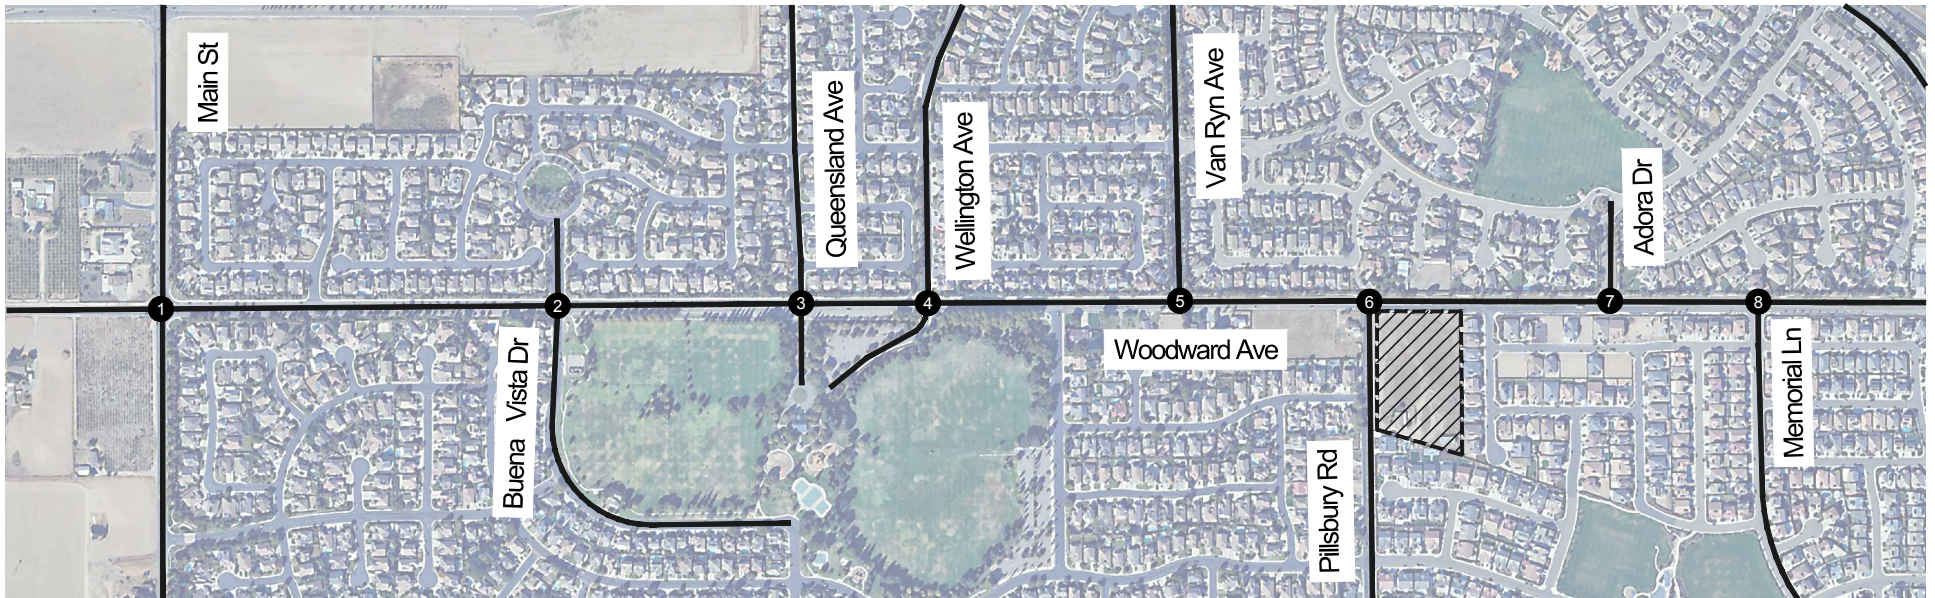 Main St
Queensland Ave
Wellington Ave
Van Ryn Ave
Adora Dr
1
2
3
4
5
6
7
8
Buena Vista Dr
Woodward Ave
Pillsbury Rd
Memorial Ln